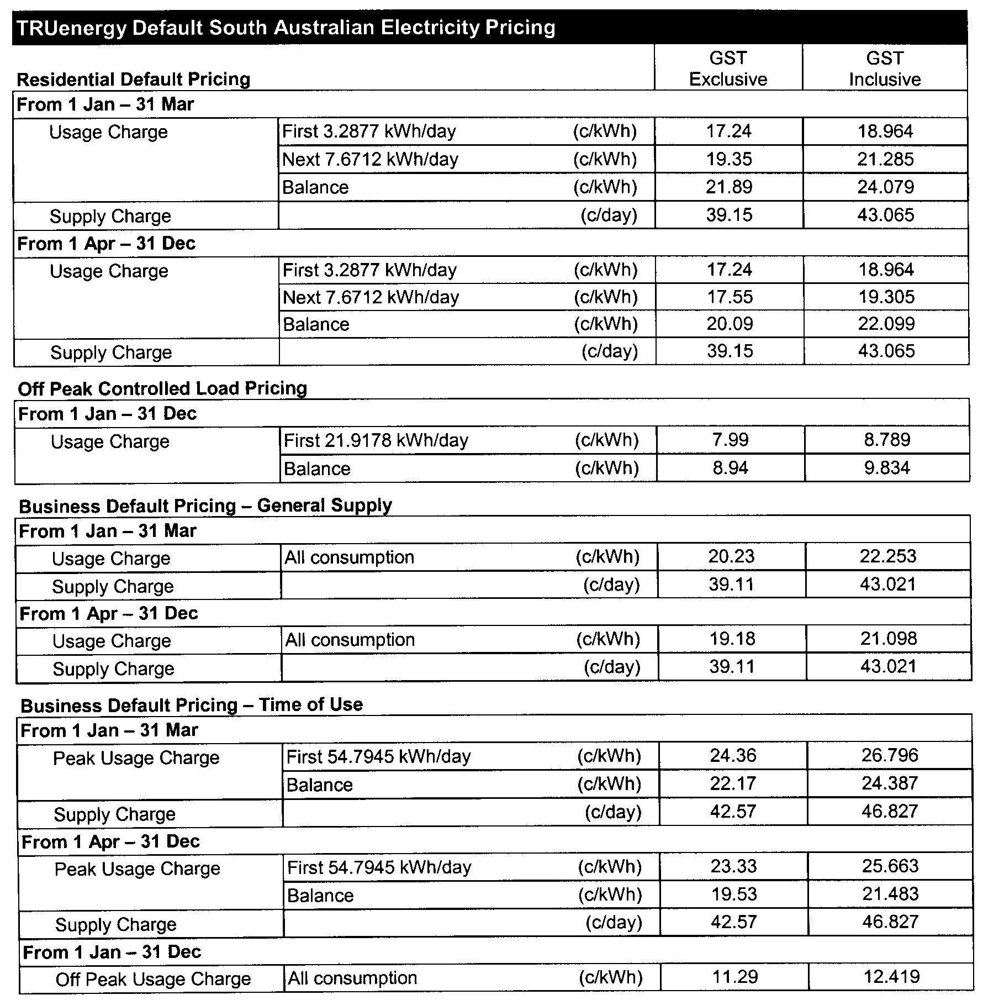 TRUenergy Default South Australian Electricity Pricing
Residential Default Pricing GST Exclusive GST Inclusive
From 1 Jan – 31 Mar
Usage Charge First 3.2877 kWh/day (c/kWh) 17.24 18.964
Next 7.6712 kWh/day (c/kWh) 19.35 21.285
Balance (c/kWh) 21.89 24.079
Supply Charge (c/day) 39.15 43.065
From 1 Apr – 31 Dec
Usage Charge First 3.2877 kWh/day (c/kWh) 17.24 18.964
Next 7.6712 kWh/day (c/kWh) 17.55 19.305
Balance (c/kWh) 20.09 22.099
Supply Charge (c/day) 39.15 43.065
Off Peak Controlled Load Pricing
From 1 Jan – 31 Dec
Usage Charge First 21.9178 kWh/day (c/kWh) 7.99 8.789
Balance (c/kWh) 8.94 9.834
Business Default Pricing – General Supply
From 1 Jan – 31 Mar
Usage Charge All consumption (c/kWh) 20.23 22.253
Supply Charge (c/day) 39.11 43.021
From 1 Apr – 31 Dec
Usage Charge All consumption (c/kWh) 19.18 21.098
Supply Charge (c/day) 39.11 43.021
Business Default Pricing – Time of Use
From 1 Jan – 31 Mar
Peak Usage Charge First 54.7945 kWh/day (c/kWh) 24.36 26.796
Balance (c/kWh) 22.17 24.387
Supply Charge (c/day) 42.57 46.827
From 1 Apr – 31 Dec
Peak Usage Charge First 54.7945 kWh/day (c/kWh) 23.33 25.663
Balance (c/kWh) 19.53 21.483
Supply Charge (c/day) 42.57 46.827
From 1 Jan – 31 Dec
Off Peak Usage Charge All consumption (c/kWh) 11.29 12.419